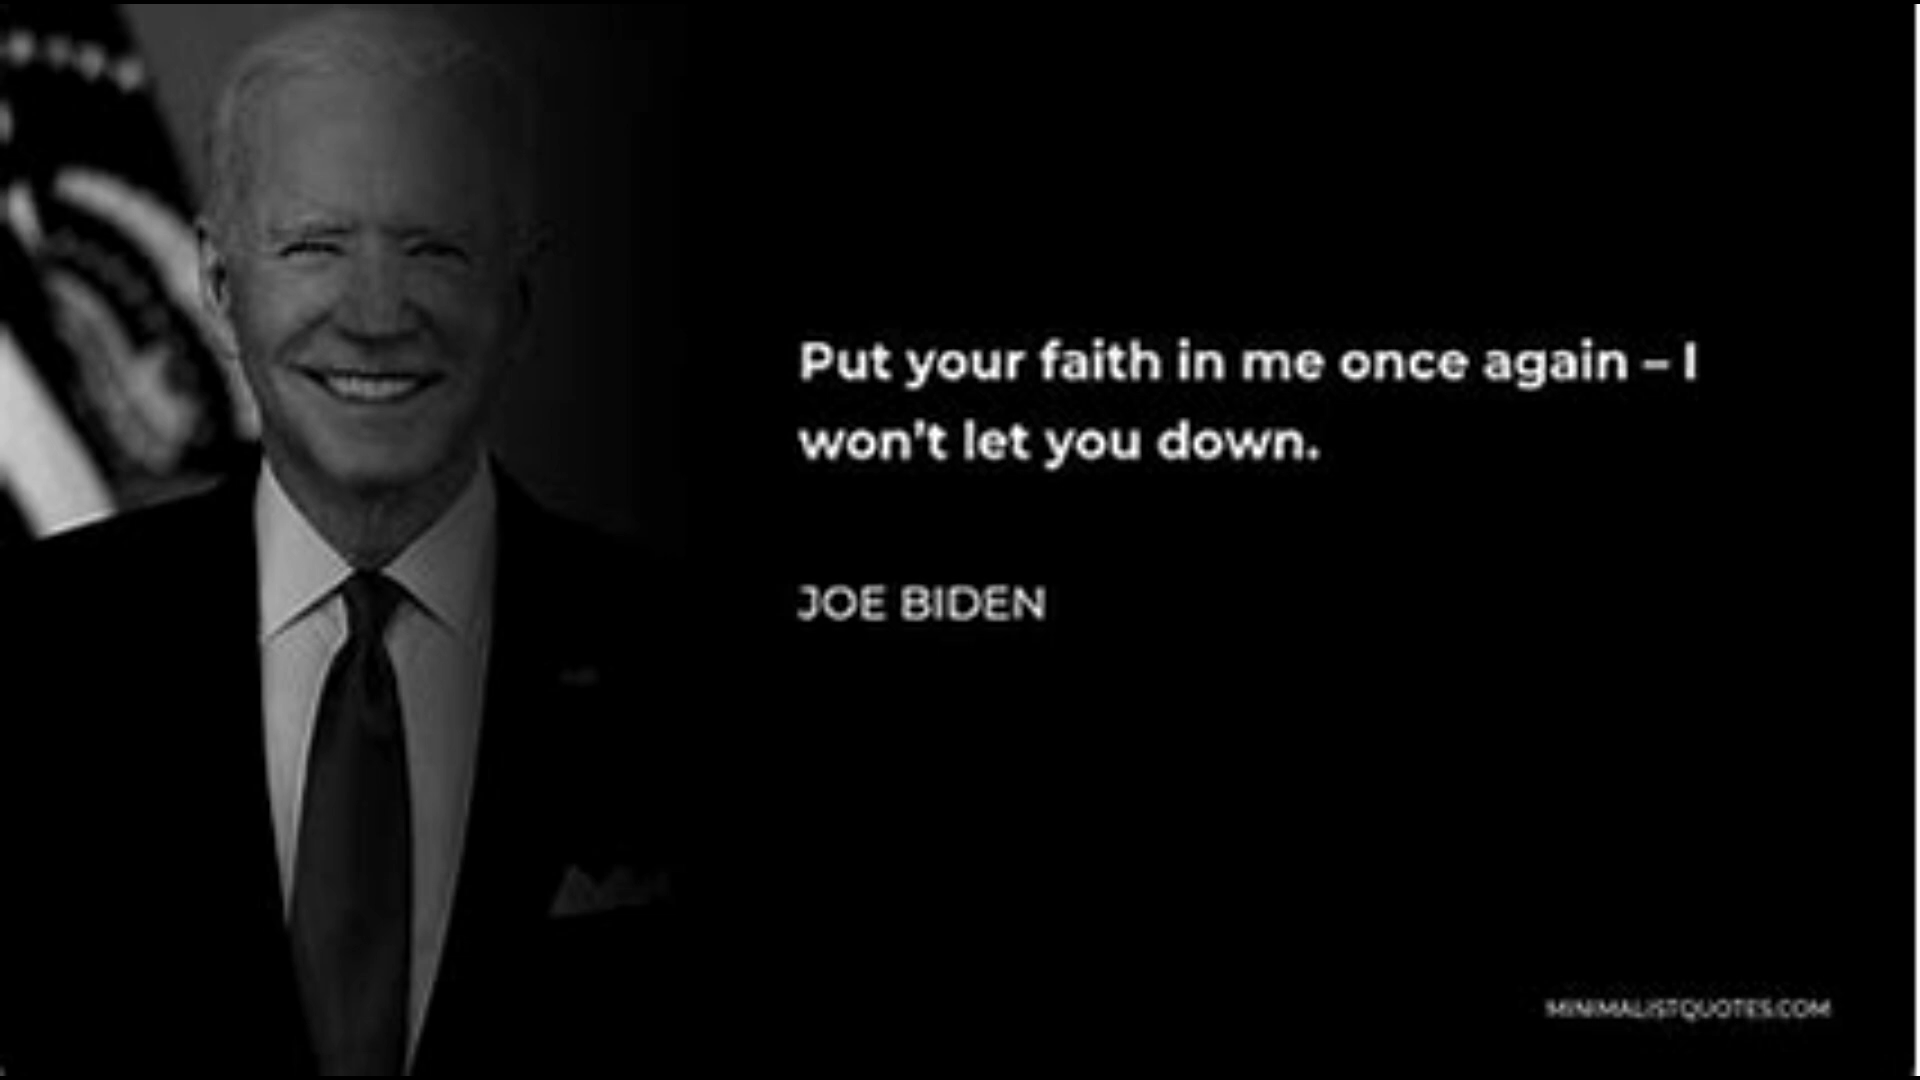 Put your faith in me once again – I
won't let you down.
JOE BIDEN
MINIMALISTQUOTES.COM